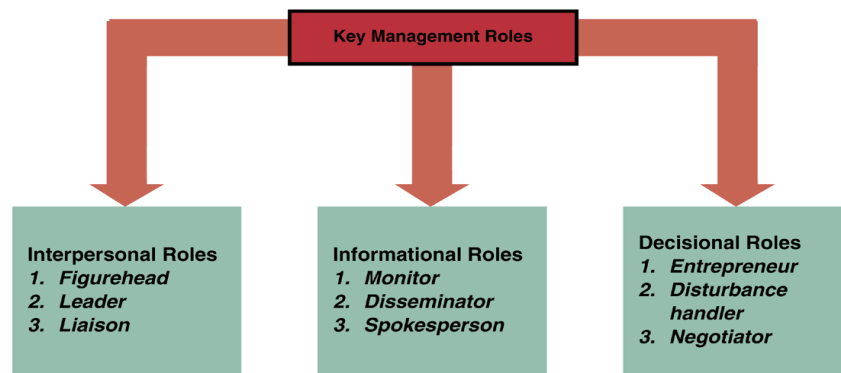 Key Management Roles
Interpersonal Roles
1. Figurehead
2. Leader
3. Liaison
Informational Roles
1. Monitor
2. Disseminator
3. Spokesperson
Decisional Roles
1. Entrepreneur
2. Disturbance
handler
3. Negotiator